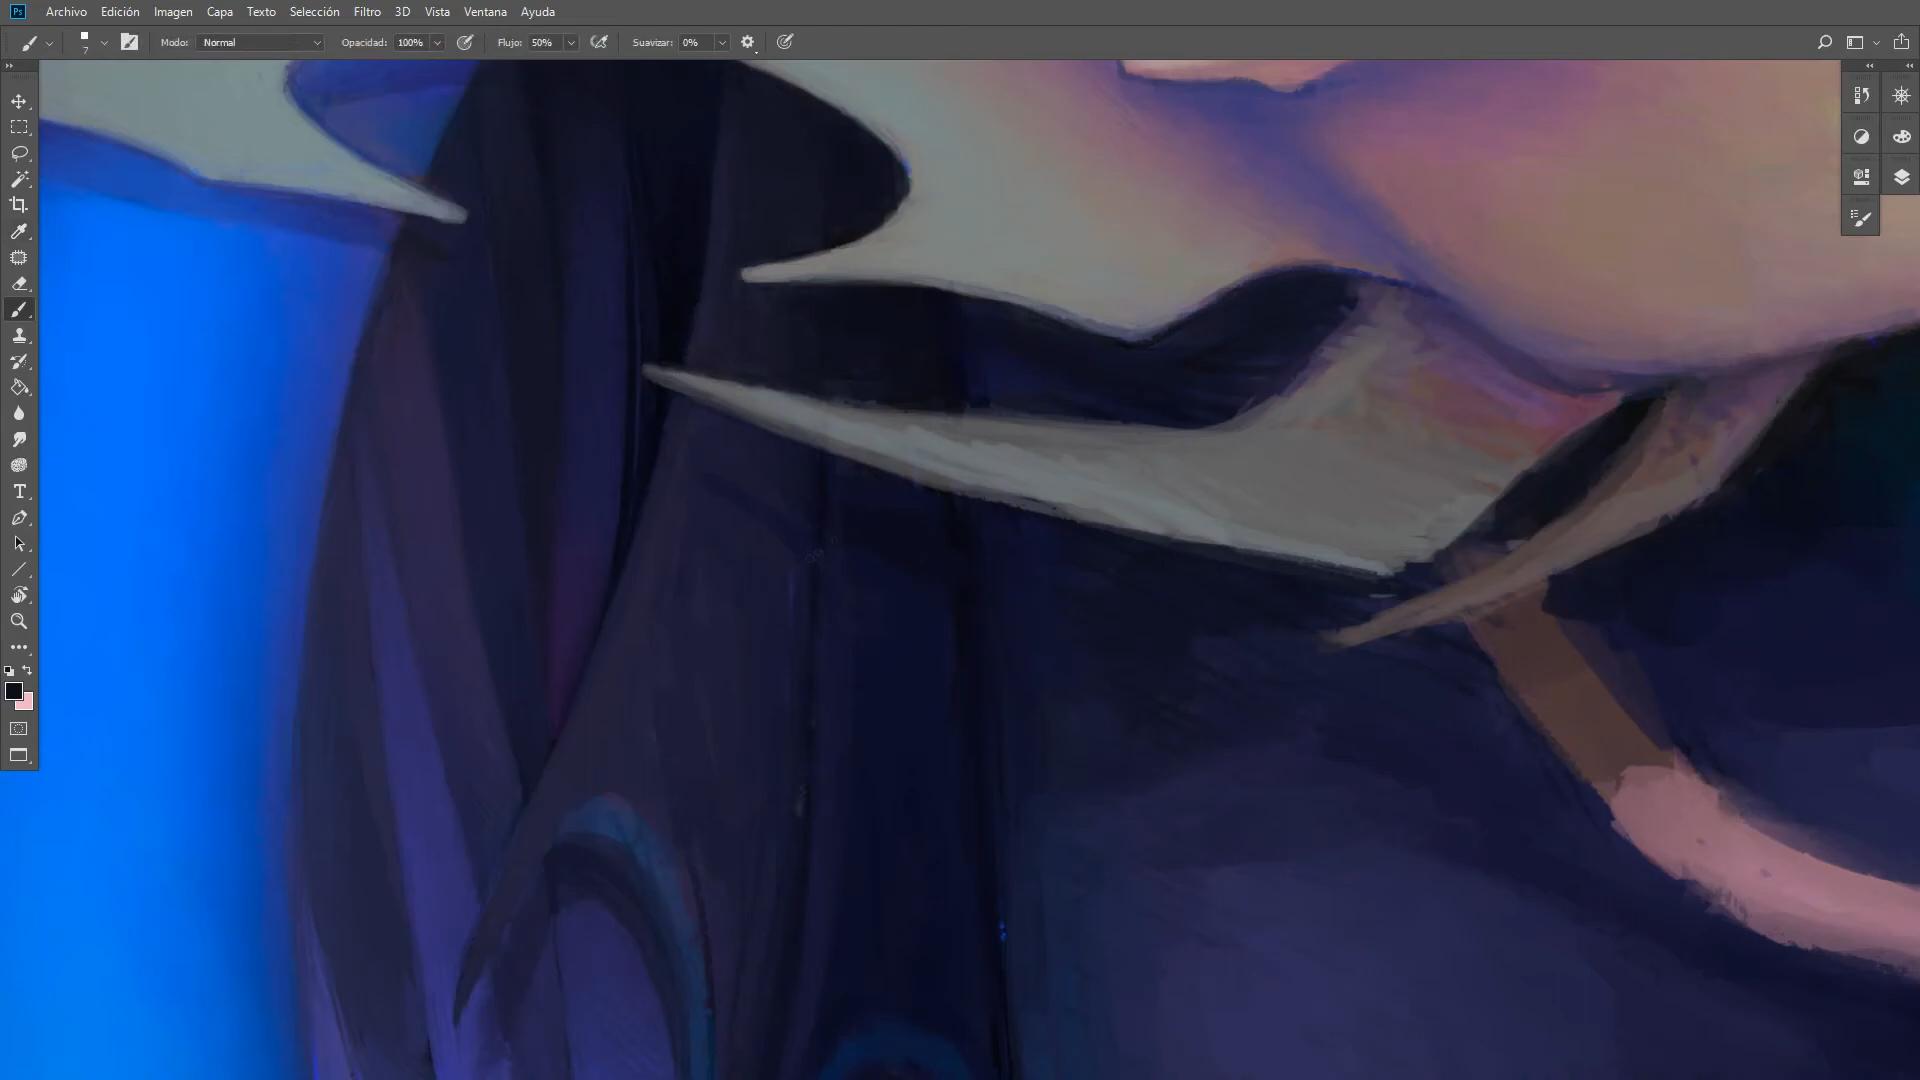 Ps Archivo Edición Imagen Capa Texto Selección Filtro 3D Vista Ventana Ayuda
7 Modo: Normal Opacidad: 100% Flujo: 50% Suavizar: 0%
T